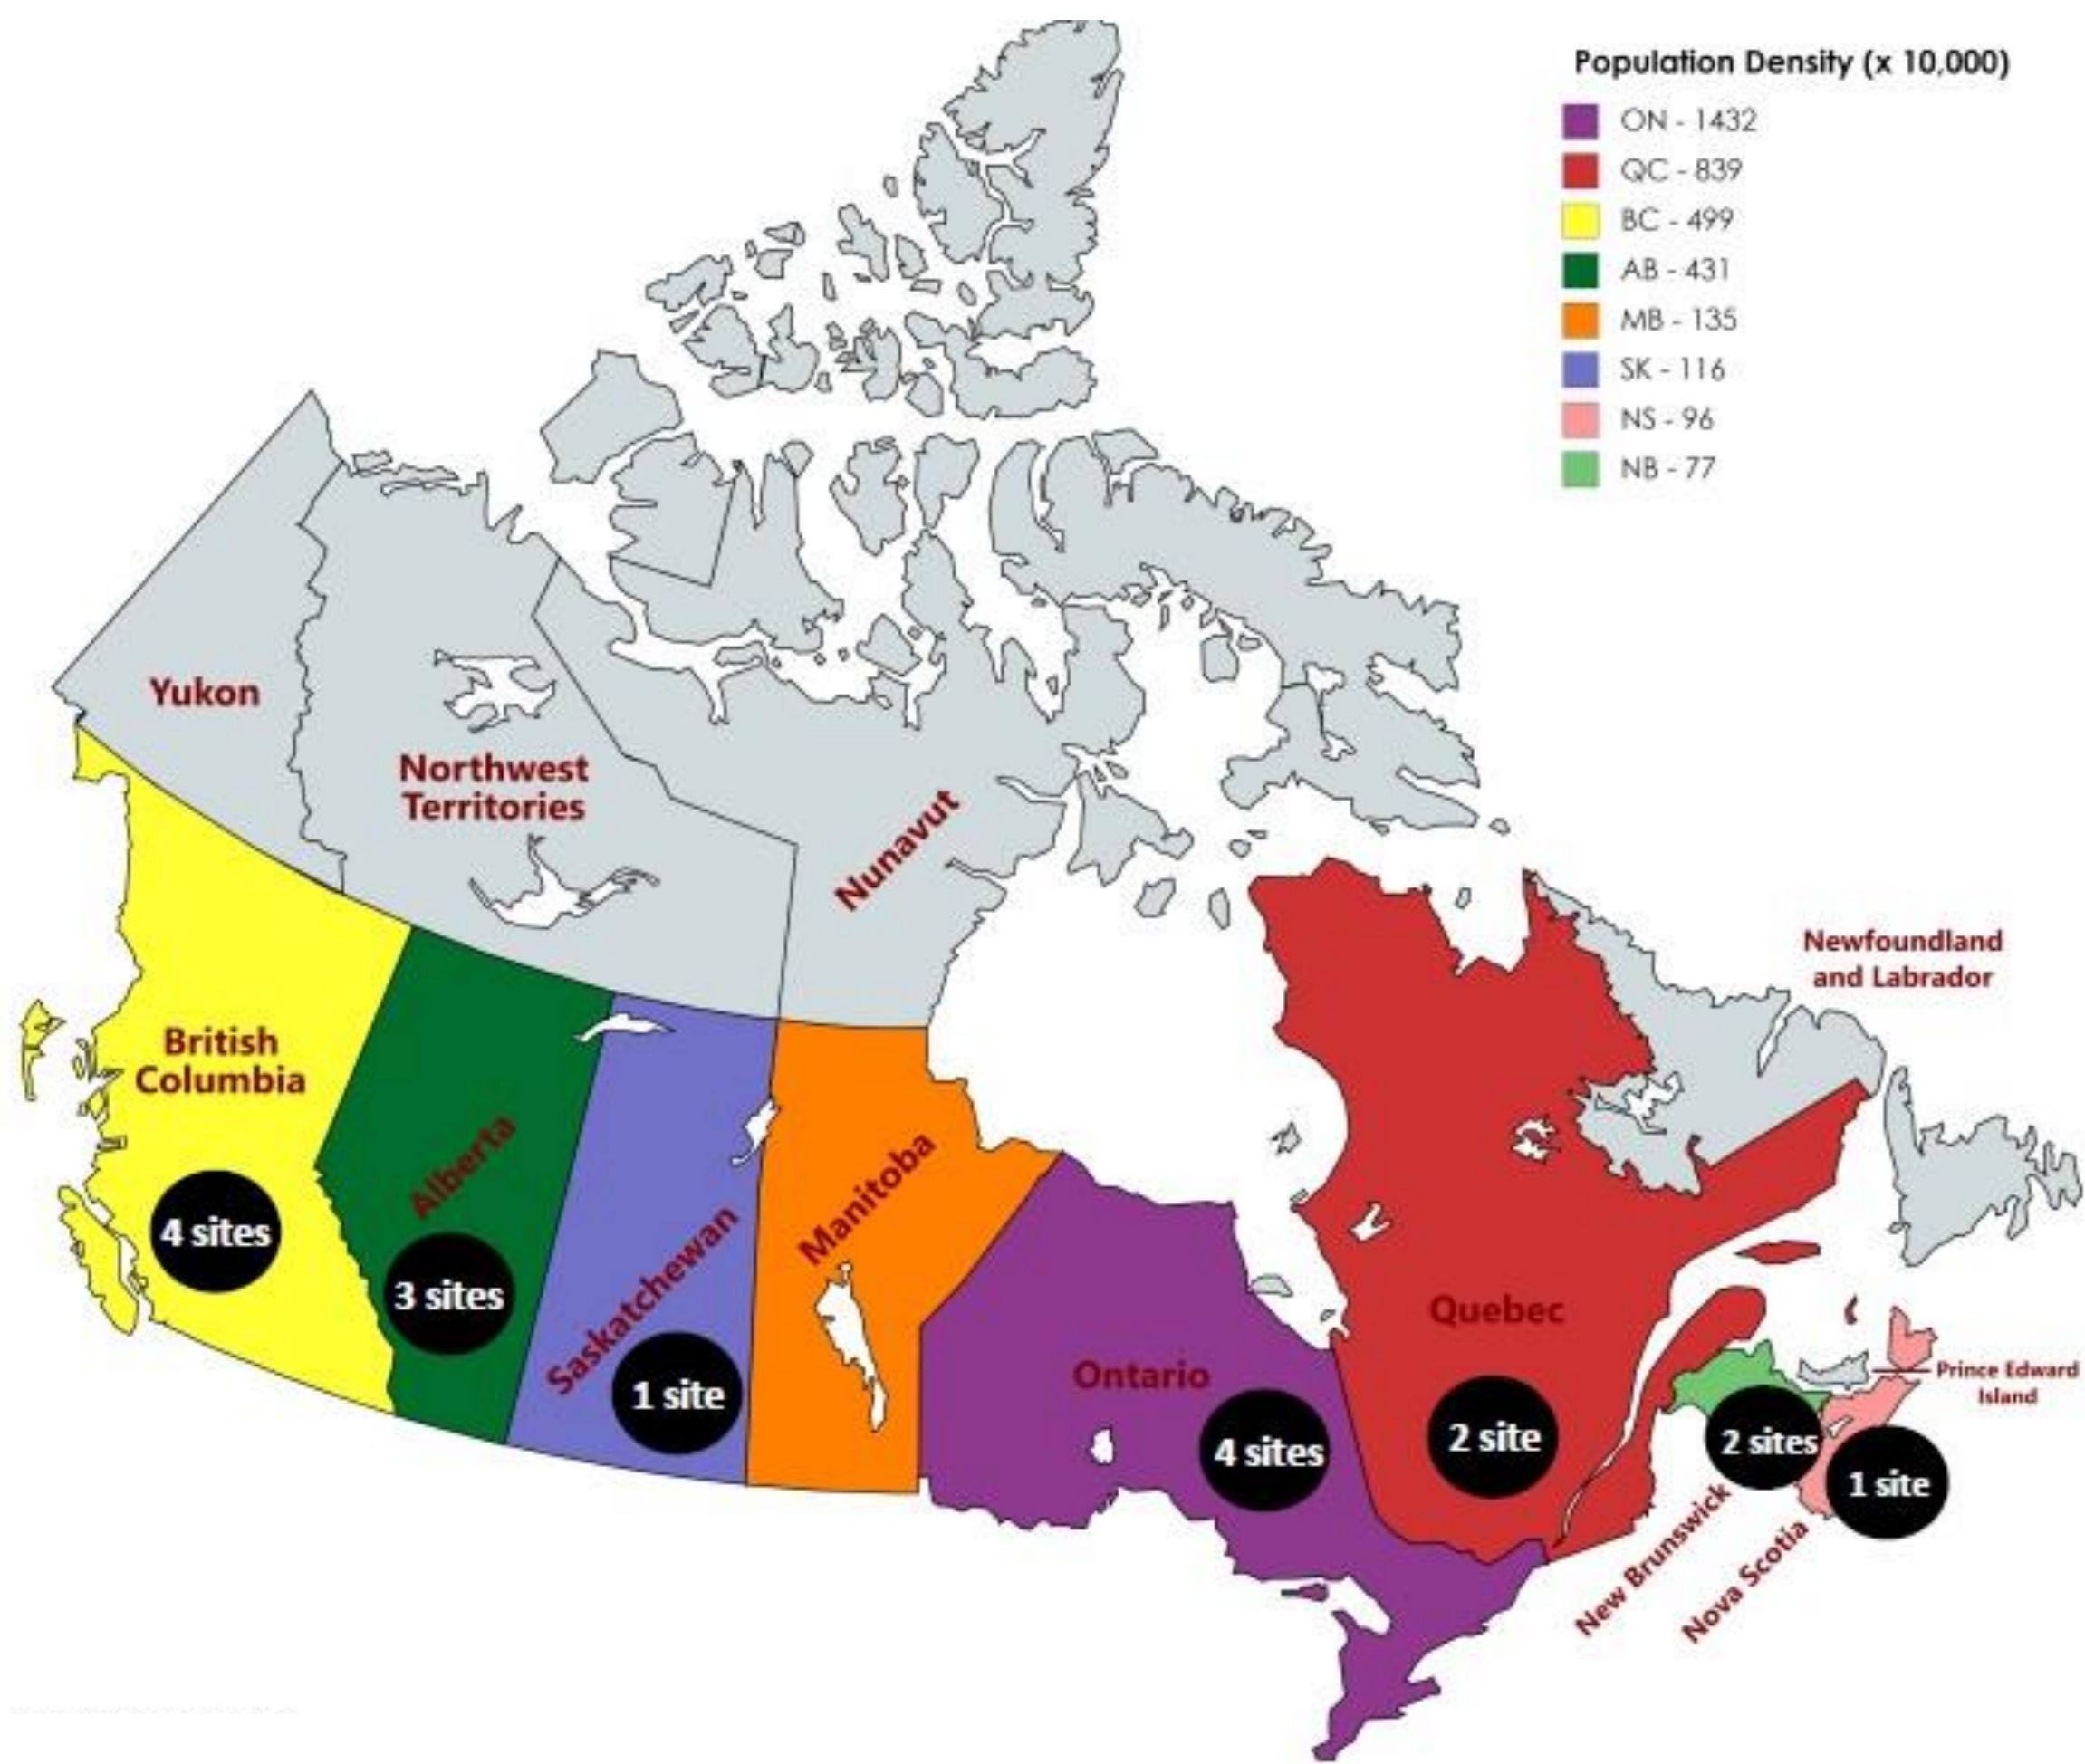 Population Density (x 10,000)
ON - 1432
QC - 839
BC - 499
AB - 431
MB - 135
SK - 116
NS - 96
NB - 77
Yukon
Northwest
Territories
Nunavut
Newfoundland
and Labrador
British
Columbia
Alberta
Saskatchewan
Manitoba
Ontario
Quebec
Prince Edward
Island
New Brunswick
Nova Scotia
4 sites
3 sites
1 site
4 sites
2 site
2 sites
1 site